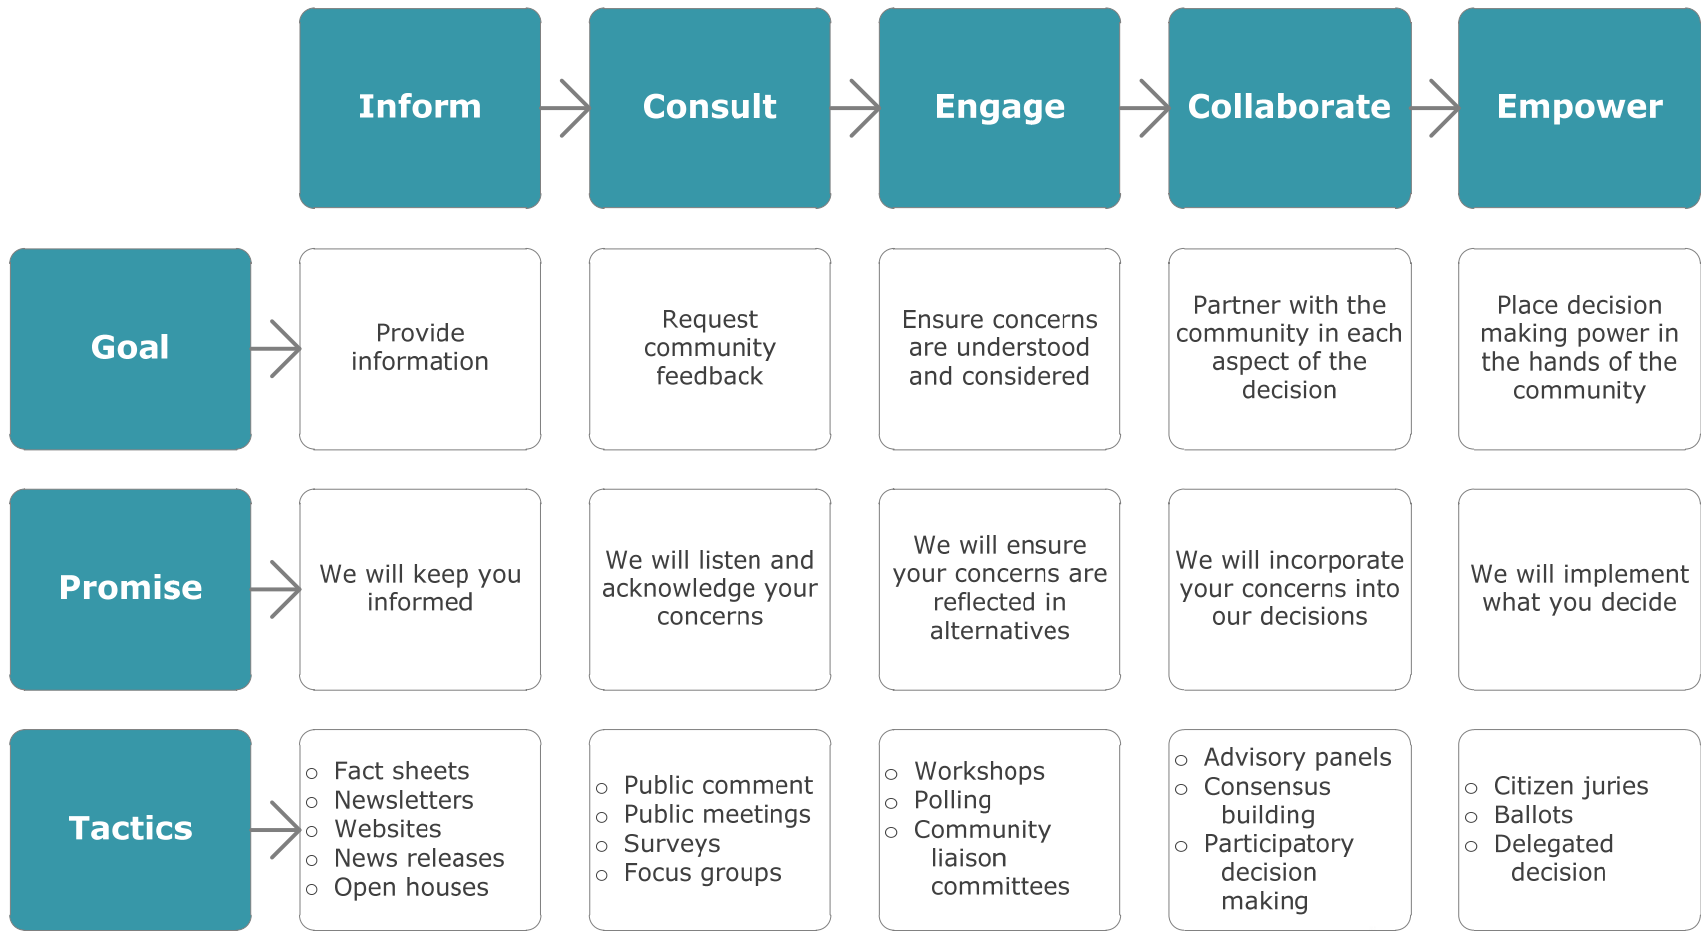 Inform
Consult
Engage
Collaborate
Empower
Goal
Provide
information
Request
community
feedback
Ensure concerns
are understood
and considered
Partner with the
community in each
aspect of the
decision
Place decision
making power in
the hands of the
community
Promise
We will keep you
informed
We will listen and
acknowledge your
concerns
We will ensure
your concerns are
reflected in
alternatives
We will incorporate
your concerns into
our decisions
We will implement
what you decide
Tactics
o Fact sheets
o Newsletters
o Websites
o News releases
o Open houses
o Public comment
o Public meetings
o Surveys
o Focus groups
o Workshops
o Polling
o Community
liaison
committees
o Advisory panels
o Consensus
building
o Participatory
decision
making
o Citizen juries
o Ballots
o Delegated
decision